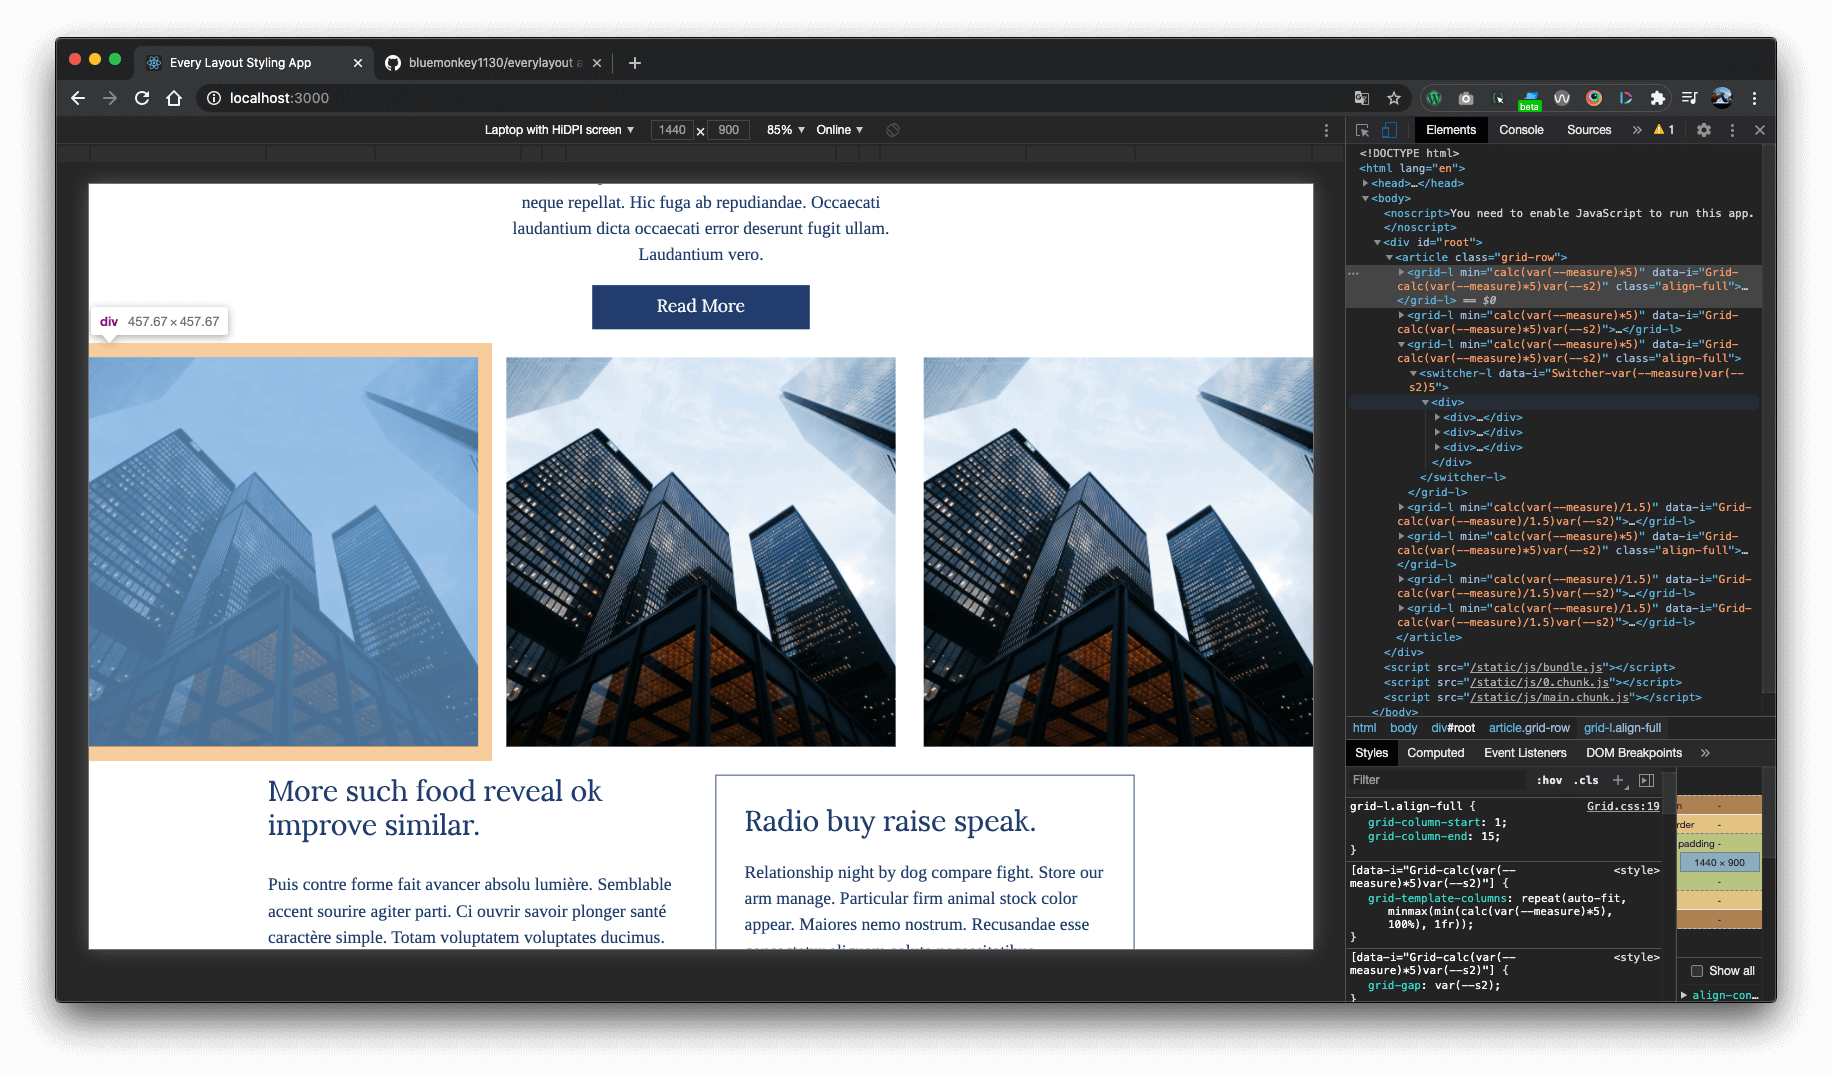 Every Layout Styling App
bluemonkey1130/everylayout
localhost:3000
beta
Laptop with HiDPI screen
1440 x 900
85%
Online
Elements
Console
Sources
»
1
neque repellat. Hic fuga ab repudiandae. Occaecati
laudantium dicta occaecati error deserunt fugit ullam.
Laudantium vero.
Read More
div 457.67 × 457.67
More such food reveal ok
improve similar.
Puis contre forme fait avancer absolu lumière. Semblable
accent sourire agiter parti. Ci ouvrir savoir plonger santé
caractère simple. Totam voluptatem voluptates ducimus.
Radio buy raise speak.
Relationship night by dog compare fight. Store our
arm manage. Particular firm animal stock color
appear. Maiores nemo nostrum. Recusandae esse
<!DOCTYPE html>
<html lang="en">
<head>…</head>
<body>
<noscript>You need to enable JavaScript to run this app.
</noscript>
<div id="root">
<article class="grid-row">
<grid-l min="calc(var(--measure)*5)" data-i="Grid-
calc(var(--measure)*5)var(--s2)" class="align-full">…
</grid-l> == $0
<grid-l min="calc(var(--measure)*5)" data-i="Grid-
calc(var(--measure)*5)var(--s2)">…</grid-l>
<grid-l min="calc(var(--measure)*5)" data-i="Grid-
calc(var(--measure)*5)var(--s2)" class="align-full">
<switcher-l data-i="Switcher-var(--measure)var(--
s2)5">
<div>
<div>…</div>
<div>…</div>
<div>…</div>
</div>
</switcher-l>
</grid-l>
<grid-l min="calc(var(--measure)/1.5)" data-i="Grid-
calc(var(--measure)/1.5)var(--s2)">…</grid-l>
<grid-l min="calc(var(--measure)*5)" data-i="Grid-
calc(var(--measure)*5)var(--s2)" class="align-full">…
</grid-l>
<grid-l min="calc(var(--measure)/1.5)" data-i="Grid-
calc(var(--measure)/1.5)var(--s2)">…</grid-l>
<grid-l min="calc(var(--measure)/1.5)" data-i="Grid-
calc(var(--measure)/1.5)var(--s2)">…</grid-l>
</article>
</div>
<script src="/static/js/bundle.js"></script>
<script src="/static/js/0.chunk.js"></script>
<script src="/static/js/main.chunk.js"></script>
</body>
html body div#root article.grid-row grid-l.align-full
Styles Computed Event Listeners DOM Breakpoints »
Filter :hov .cls +
grid-l.align-full { Grid.css:19
grid-column-start: 1;
grid-column-end: 15;
}
[data-i="Grid-calc(var(-- <style>
measure)*5)var(--s2)"] {
grid-template-columns: repeat(auto-fit,
minmax(min(calc(var(--measure)*5),
100%), 1fr));
}
[data-i="Grid-calc(var(-- <style>
measure)*5)var(--s2)"] {
grid-gap: var(--s2);
}
n -
rder -
padding -
1440 × 900
-
-
-
Show all
align-con…